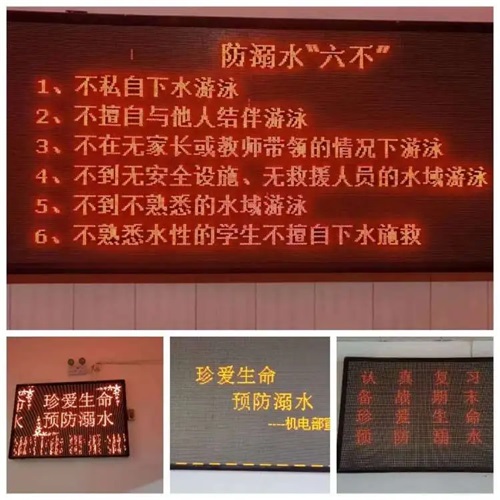 防溺水“六不”
1、不私自下水游泳
2、不擅自与他人结伴游泳
3、不在无家长或教师带领的情况下游泳
4、不到无安全设施、无救援人员的水域游泳
5、不到不熟悉的水域游泳
6、不熟悉水性的学生不擅自下水施救
珍爱生命
水 预防溺水
珍爱生命
预防溺水
----机电部
认真复习
备战期末
珍爱生命
预防溺水